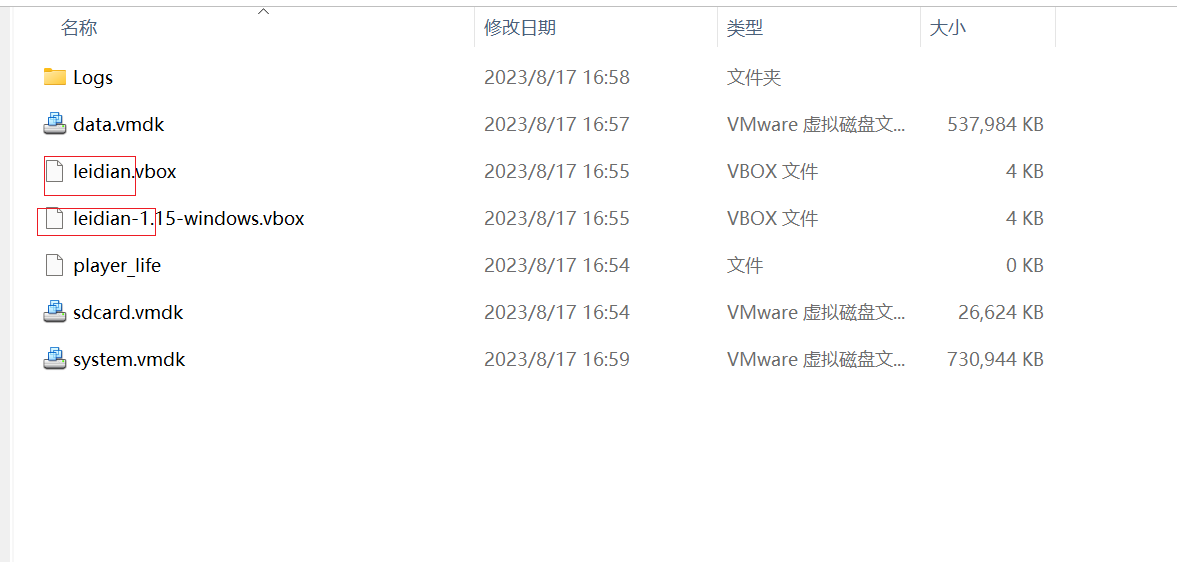 名称 修改日期 类型 大小
Logs 2023/8/17 16:58 文件夹
data.vmdk 2023/8/17 16:57 VMware 虚拟磁盘文... 537,984 KB
leidian.vbox 2023/8/17 16:55 VBOX 文件 4 KB
leidian-1.15-windows.vbox 2023/8/17 16:55 VBOX 文件 4 KB
player_life 2023/8/17 16:54 文件 0 KB
sdcard.vmdk 2023/8/17 16:54 VMware 虚拟磁盘文... 26,624 KB
system.vmdk 2023/8/17 16:59 VMware 虚拟磁盘文... 730,944 KB